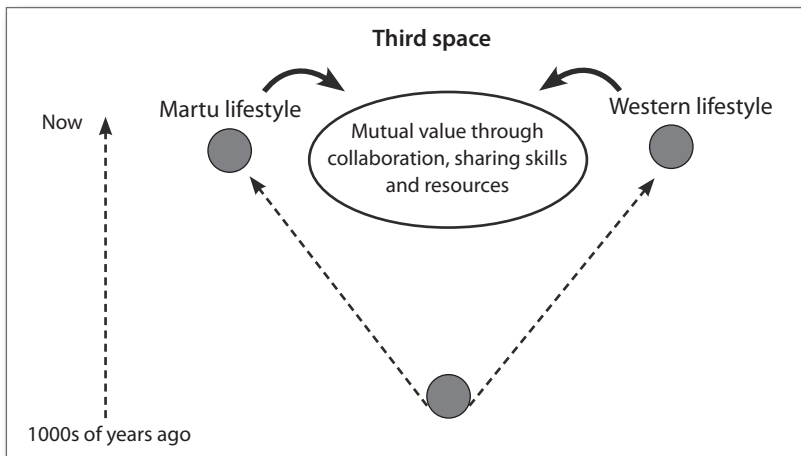 Third space
Martu lifestyle
Western lifestyle
Now
Mutual value through
collaboration, sharing skills
and resources
1000s of years ago